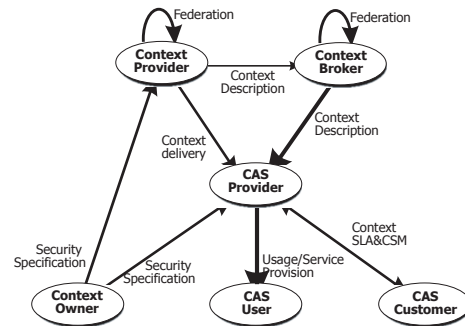 Federation
Federation
Context
Provider
Context
Broker
Context
Description
Context
Description
Context
delivery
CAS
Provider
Context
SLA&CSM
Security
Specification
Security
Specification
Usage/Service
Provision
Context
Owner
CAS
User
CAS
Customer